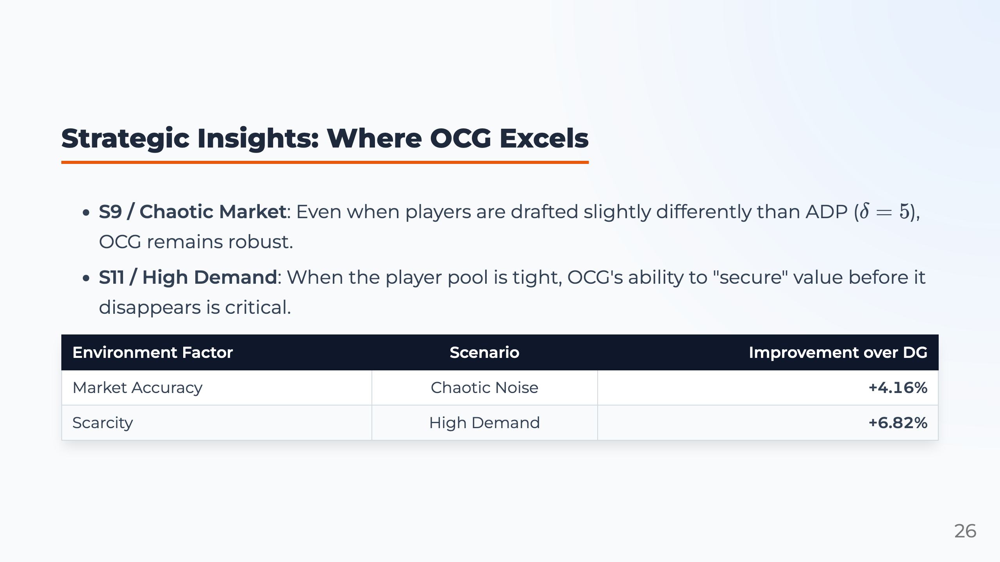 Strategic Insights: Where OCG Excels
• S9 / Chaotic Market: Even when players are drafted slightly differently than ADP (δ = 5),
OCG remains robust.
• S11 / High Demand: When the player pool is tight, OCG's ability to "secure" value before it
disappears is critical.
Environment Factor Scenario Improvement over DG
Market Accuracy Chaotic Noise +4.16%
Scarcity High Demand +6.82%
26